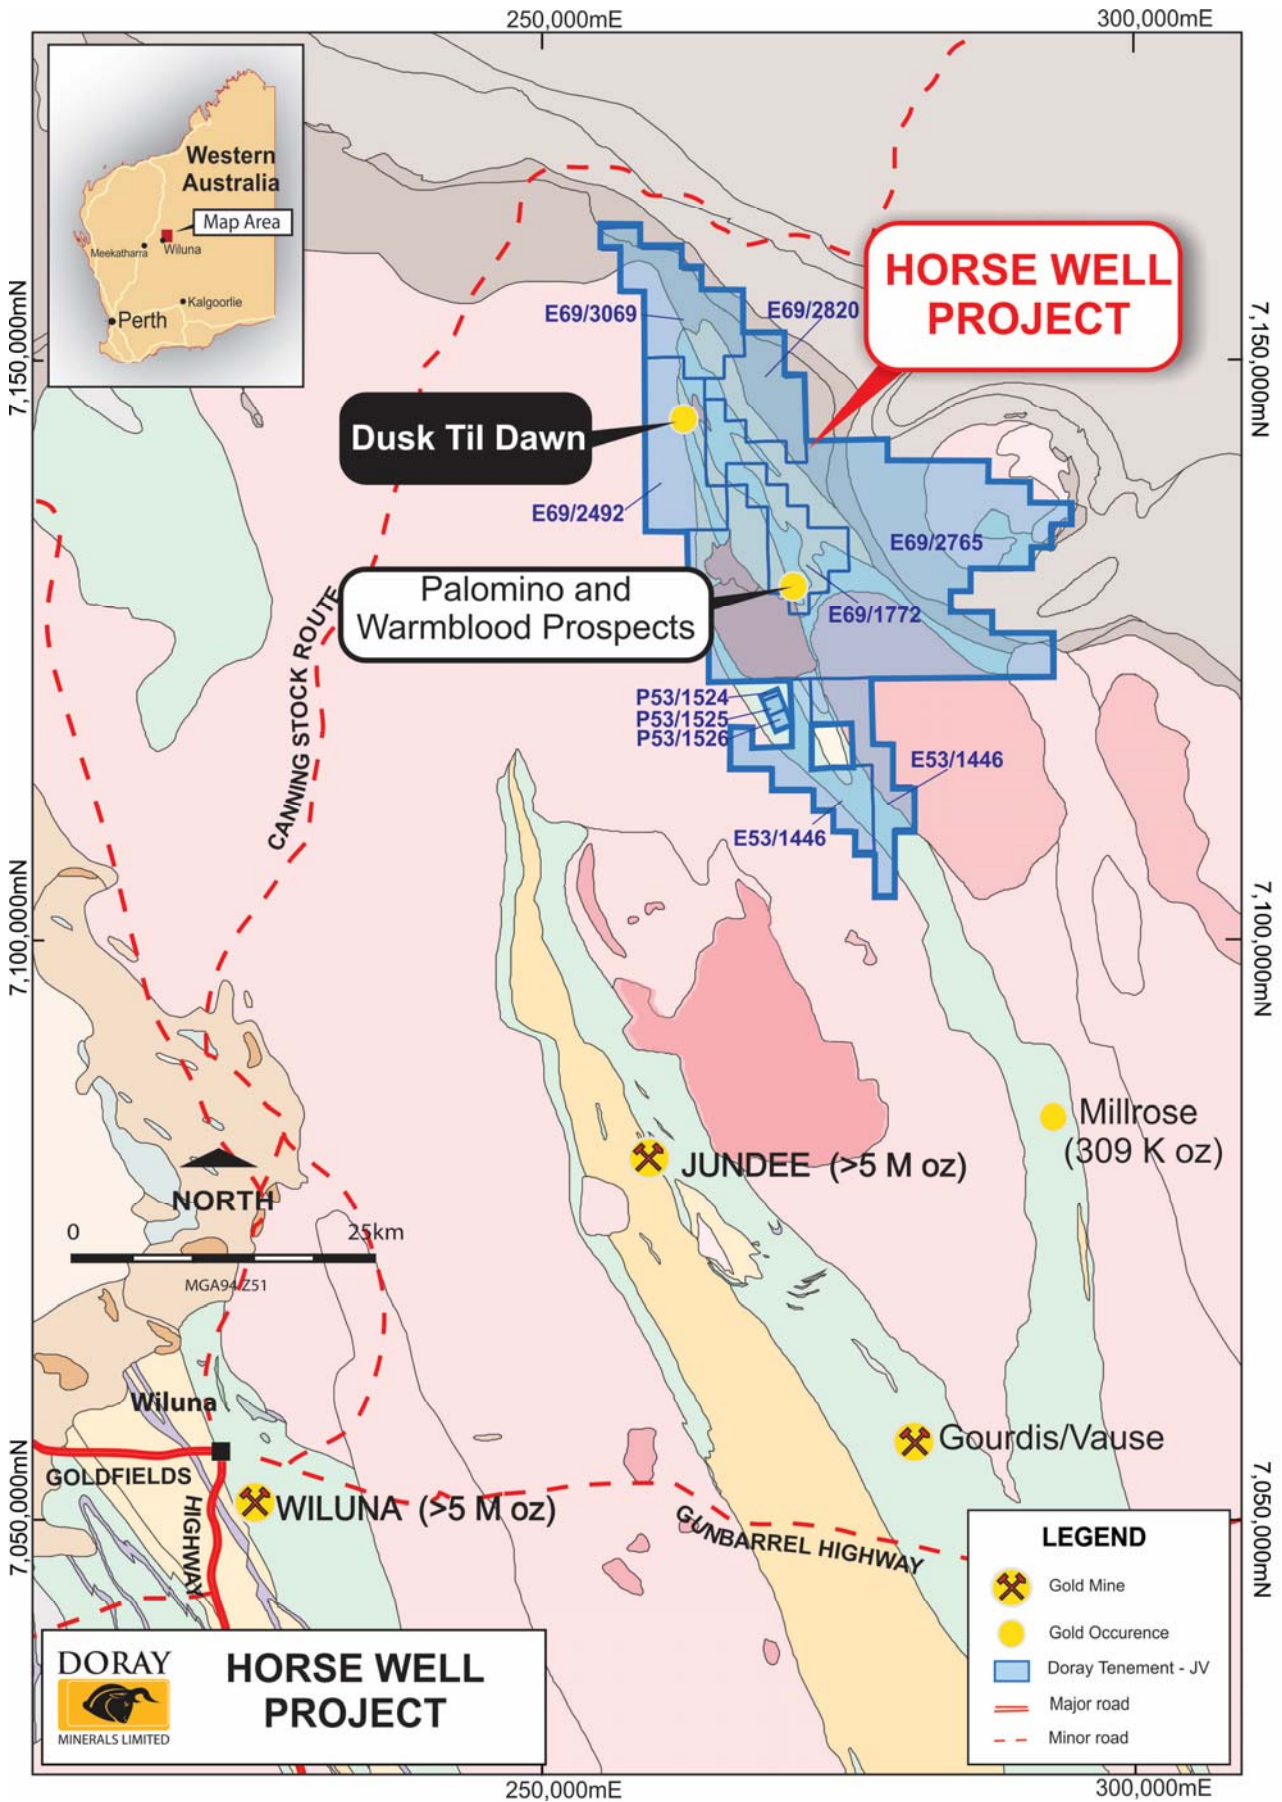 250,000mE
300,000mE
Western
Australia
Map Area
Meekatharra
Wiluna
Kalgoorlie
Perth
7,150,000mN
7,150,000mN
HORSE WELL
PROJECT
E69/3069
E69/2820
Dusk Til Dawn
E69/2492
E69/2765
Palomino and
Warmblood Prospects
E69/1772
CANNING STOCK ROUTE
P53/1524
P53/1525
P53/1526
E53/1446
E53/1446
7,100,000mN
7,100,000mN
Millrose
(309 K oz)
JUNDEE (>5 M oz)
NORTH
0
25km
MGA94 Z51
Wiluna
GOLDFIELDS
HIGHWAY
WILUNA (>5 M oz)
Gourdis/Vause
GUNBARREL HIGHWAY
7,050,000mN
7,050,000mN
LEGEND
Gold Mine
Gold Occurence
Doray Tenement - JV
Major road
Minor road
DORAY
MINERALS LIMITED
HORSE WELL
PROJECT
250,000mE
300,000mE